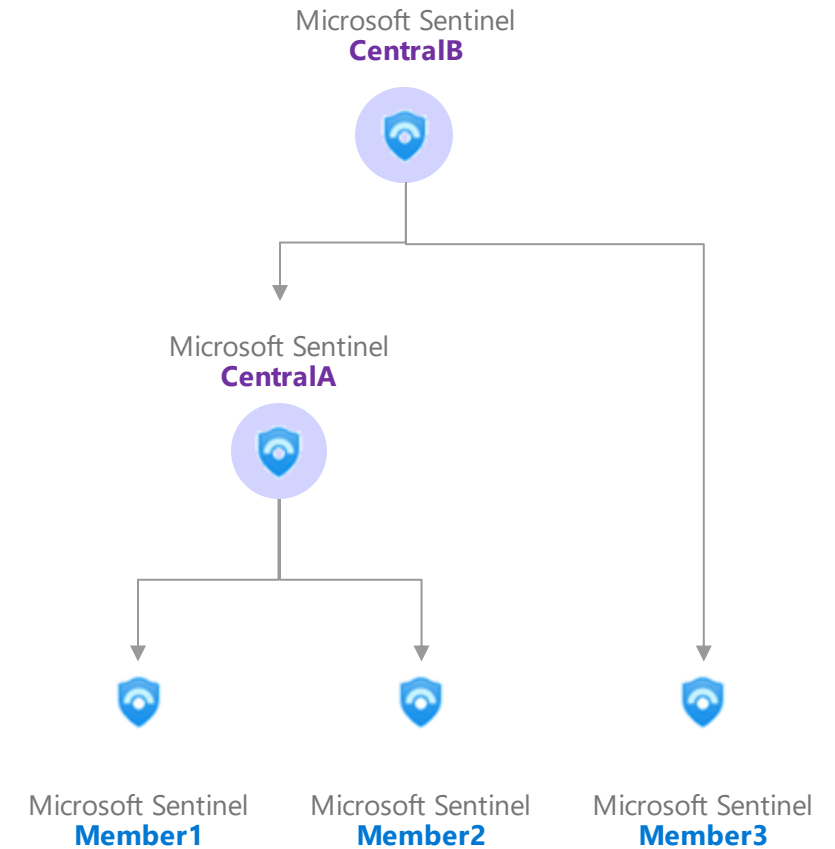 Microsoft Sentinel
CentralB
Microsoft Sentinel
CentralA
Microsoft Sentinel
Member1
Microsoft Sentinel
Member2
Microsoft Sentinel
Member3